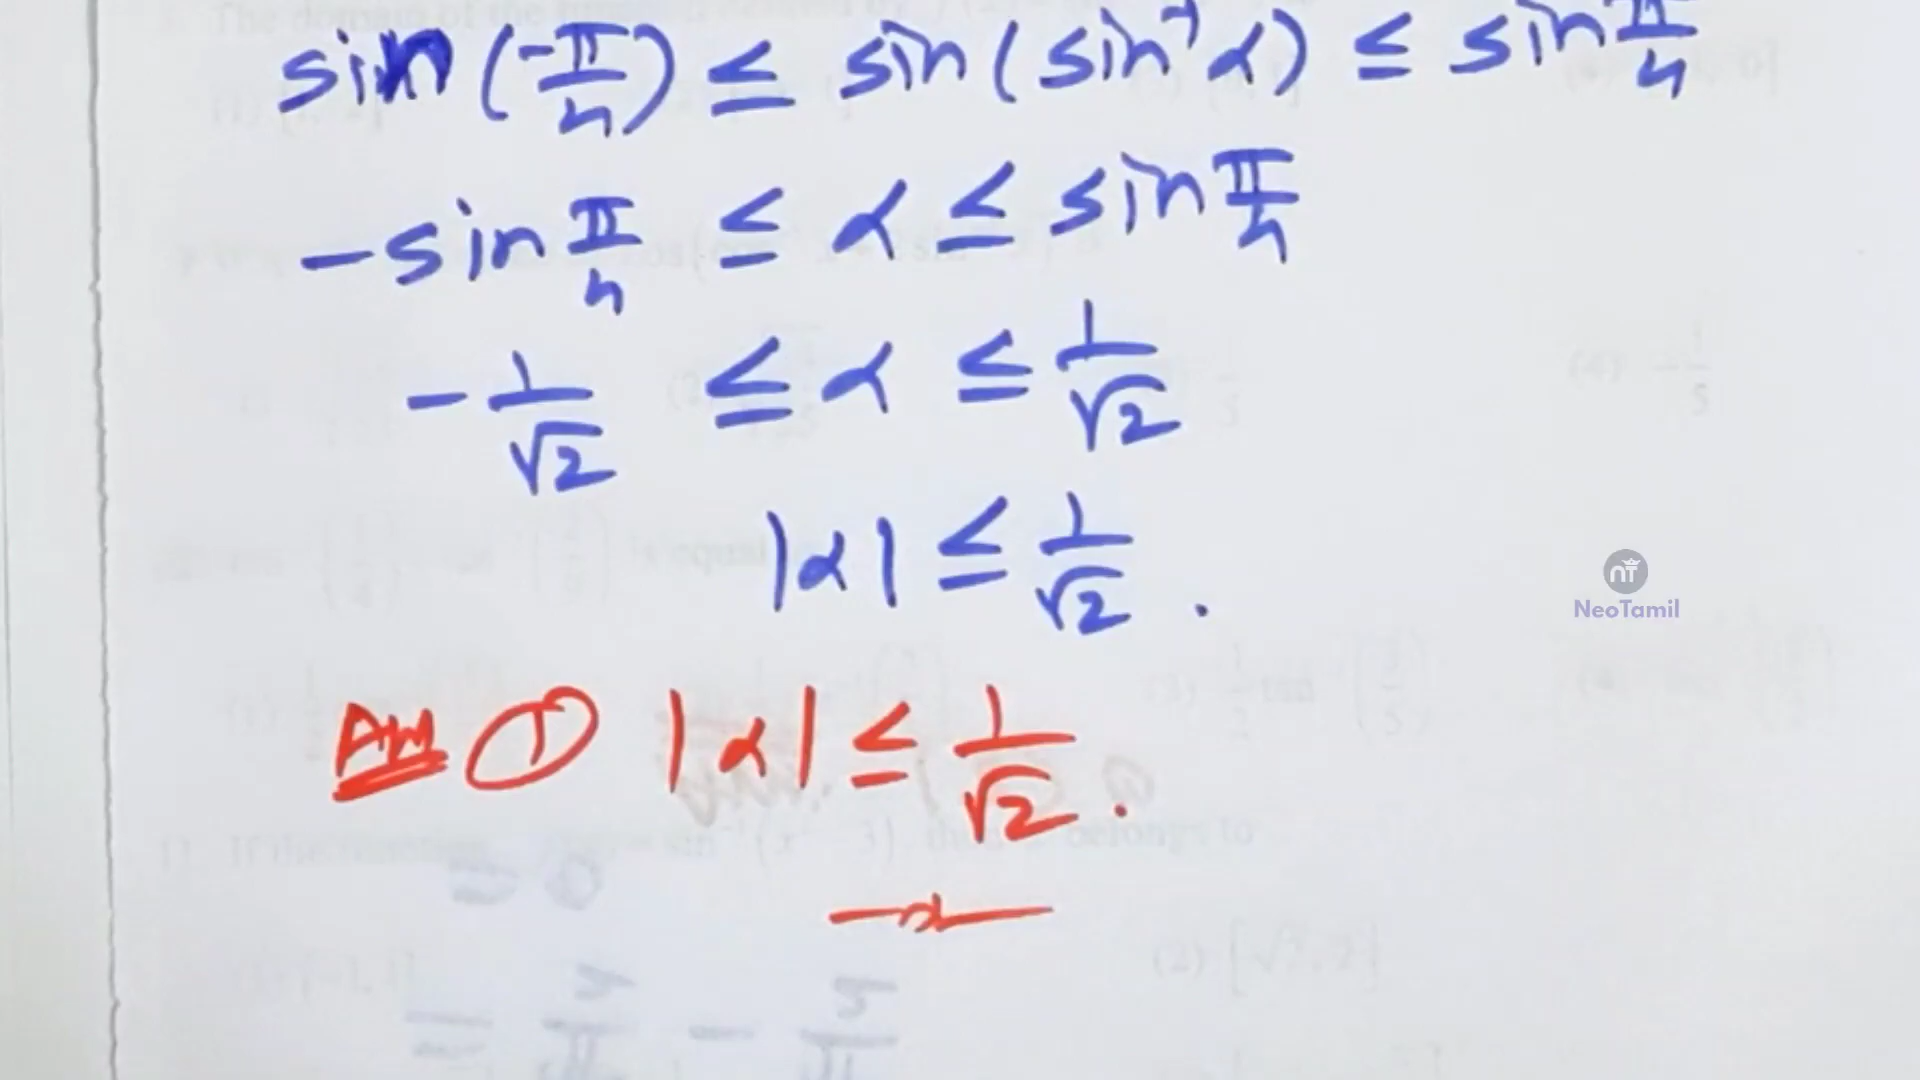 sin(-π/4) ≤ sin(sin⁻¹ α) ≤ sin π/4
-sin π/4 ≤ α ≤ sin π/4
-1/√2 ≤ α ≤ 1/√2
|α| ≤ 1/√2 .
NeoTamil
Ans ① |α| ≤ 1/√2 .